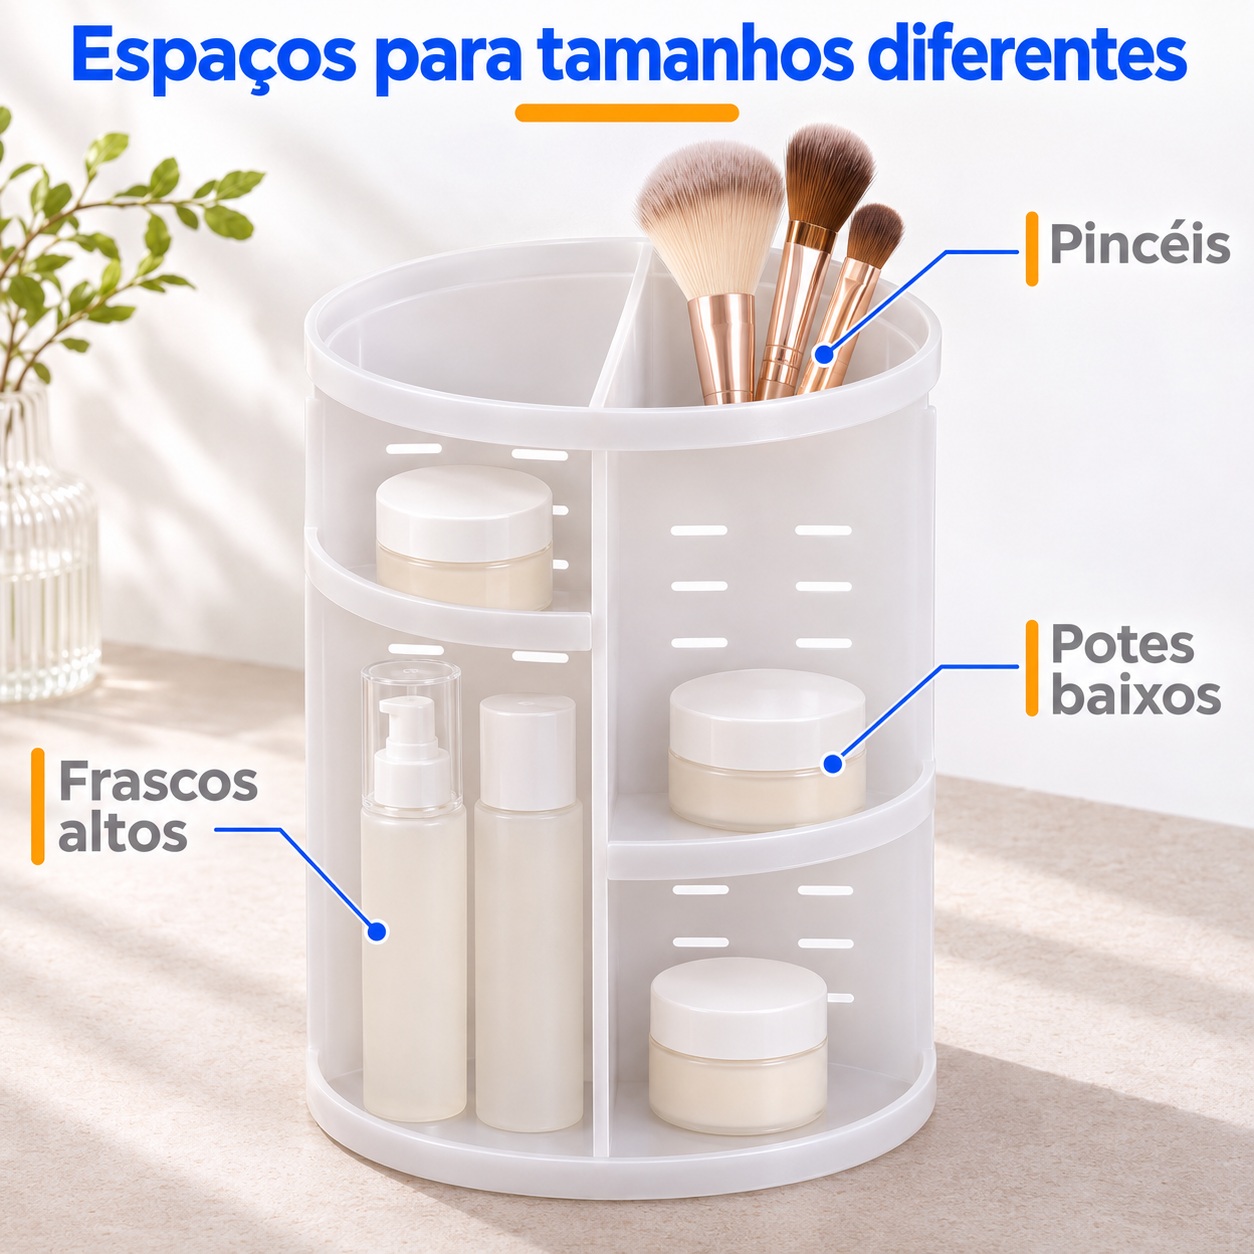 Espaços para tamanhos diferentes
Pincéis
Potes
baixos
Frascos
altos